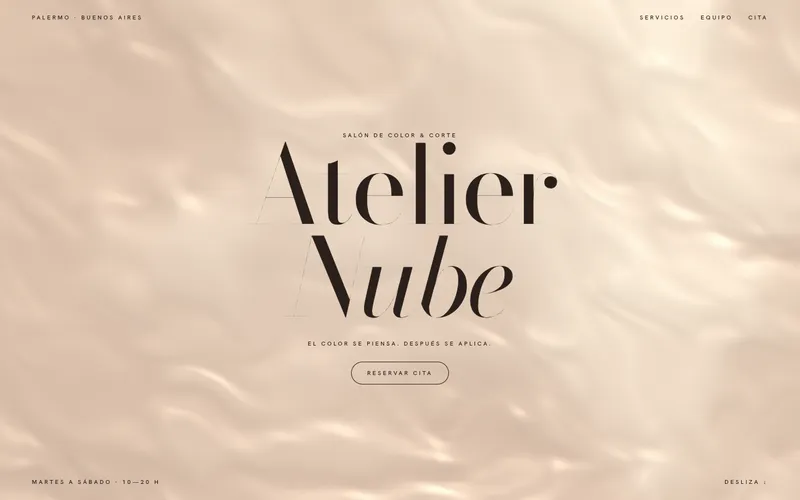 PALERMO · BUENOS AIRES
SERVICIOS EQUIPO CITA
SALÓN DE COLOR & CORTE
Atelier
Nube
EL COLOR SE PIENSA. DESPUÉS SE APLICA.
RESERVAR CITA
MARTES A SÁBADO · 10—20 H
DESLIZA ↓